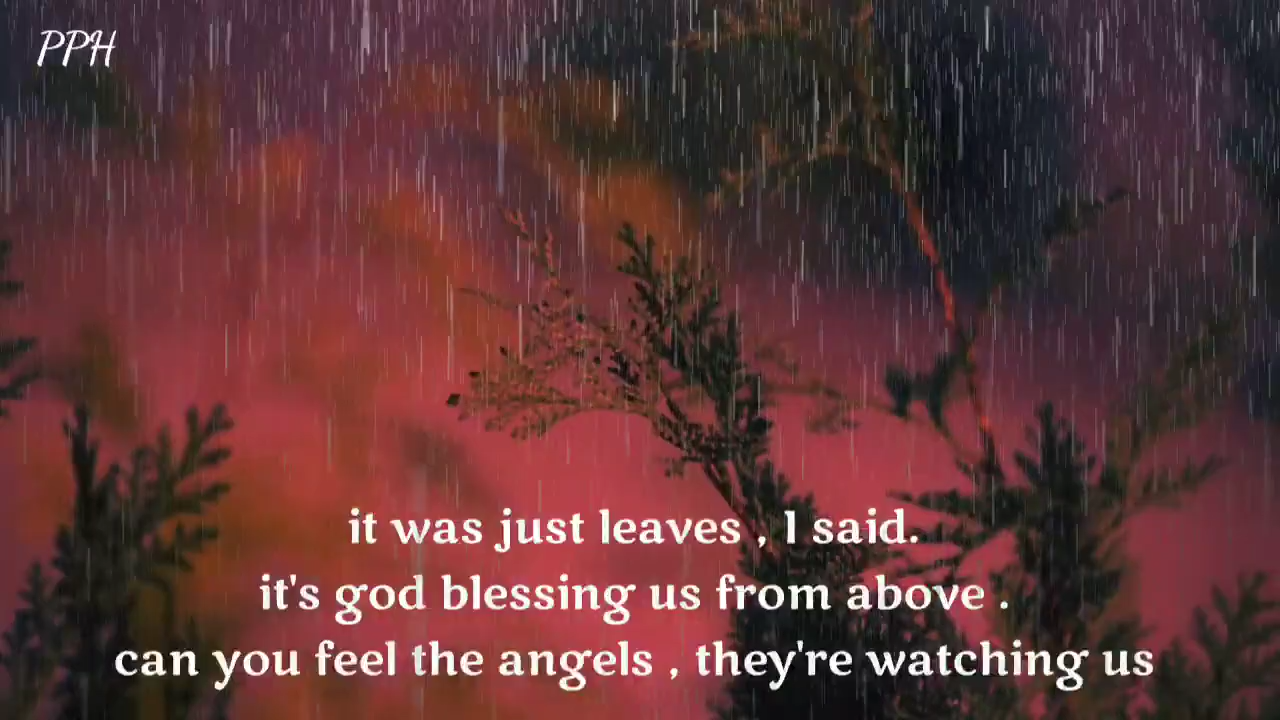 PPH
it was just leaves , I said.
it's god blessing us from above .
can you feel the angels , they're watching us